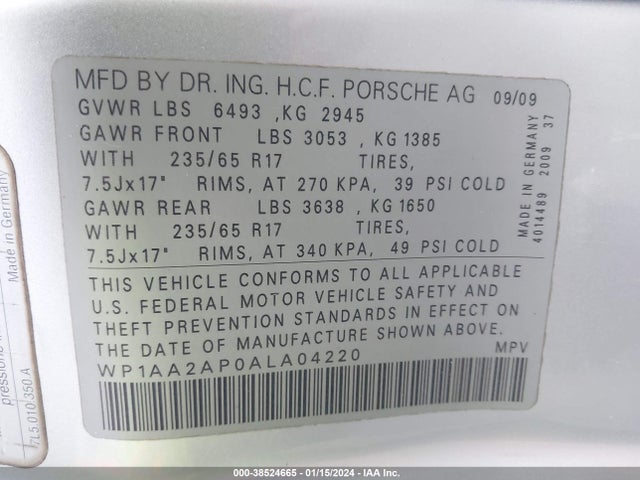 MFD BY DR. ING. H.C.F. PORSCHE AG 09/09
GVWR LBS 6493 , KG 2945
GAWR FRONT LBS 3053 , KG 1385
WITH 235/65 R17 TIRES,
7.5Jx17" RIMS, AT 270 KPA, 39 PSI COLD
GAWR REAR LBS 3638 , KG 1650
WITH 235/65 R17 TIRES,
7.5Jx17" RIMS, AT 340 KPA, 49 PSI COLD
THIS VEHICLE CONFORMS TO ALL APPLICABLE
U.S. FEDERAL MOTOR VEHICLE SAFETY AND
THEFT PREVENTION STANDARDS IN EFFECT ON
THE DATE OF MANUFACTURE SHOWN ABOVE.
WP1AA2AP0ALA04220 MPV
MADE IN GERMANY
4014489 2009 37
Made in Germany
7L5.010.350 A
000-38524665 - 01/15/2024 - IAA Inc.